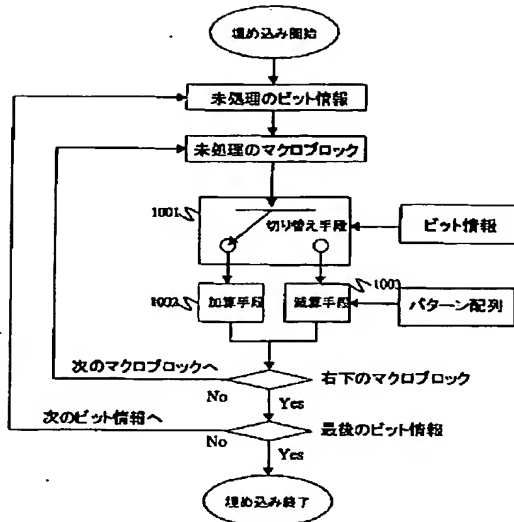 埋め込み開始
未処理のビット情報
未処理のマクロブロック
1001
切り替え手段
ビット情報
1002
加算手段
減算手段
1003
パターン配列
次のマクロブロックへ
右下のマクロブロック
No
Yes
次のビット情報へ
最後のビット情報
No
Yes
埋め込み終了